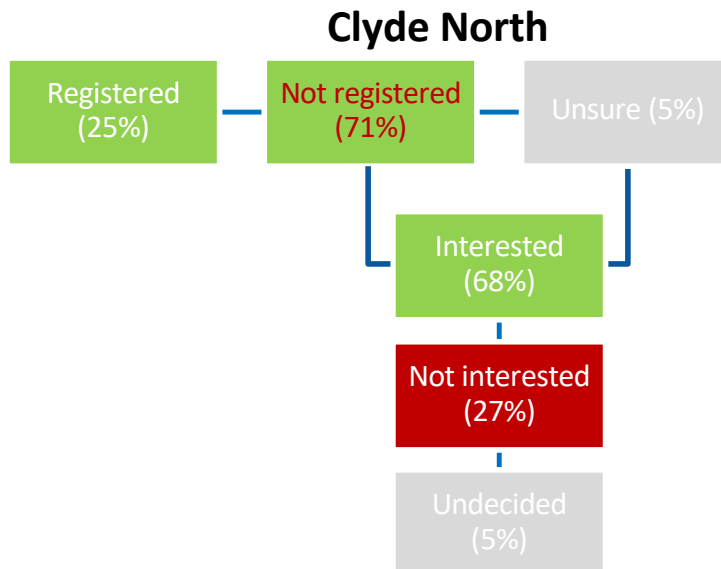 Clyde North
Registered
(25%)
Not registered
(71%)
Unsure (5%)
Interested
(68%)
Not interested
(27%)
Undecided
(5%)